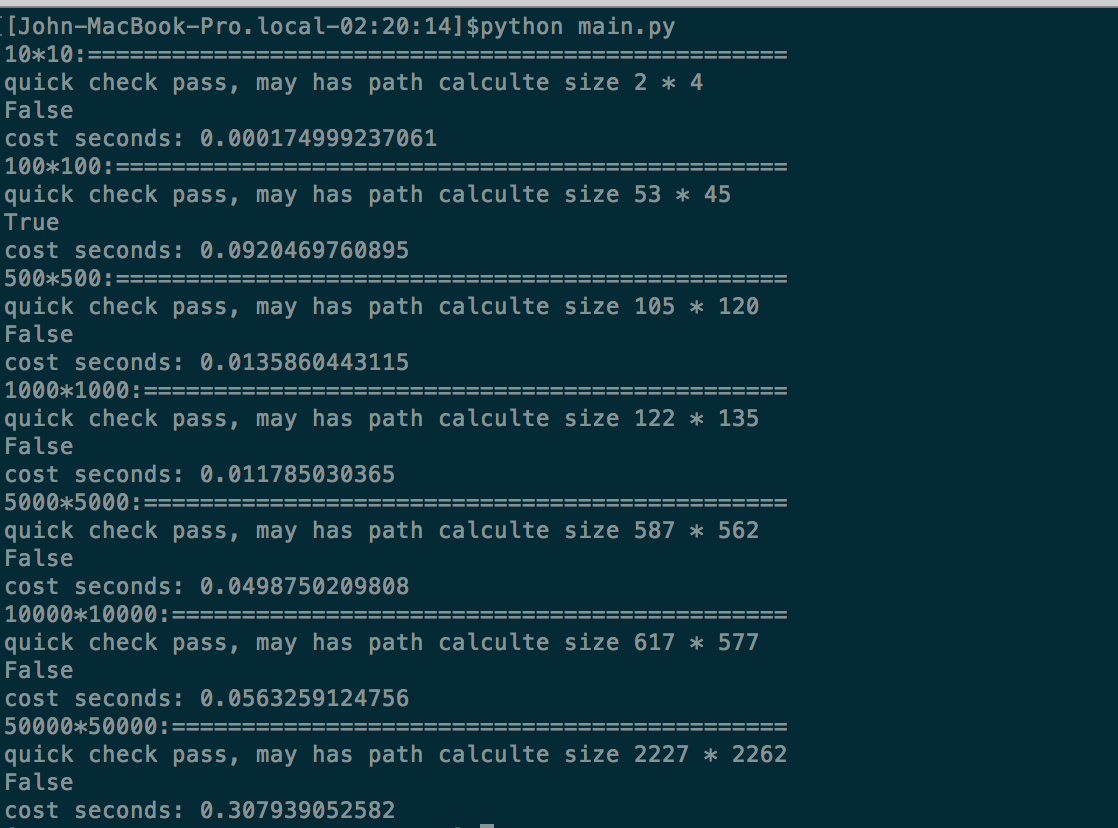 [[John-MacBook-Pro.local-02:20:14]$python main.py
10*10:==================================================
quick check pass, may has path calculte size 2 * 4
False
cost seconds: 0.000174999237061
100*100:================================================
quick check pass, may has path calculte size 53 * 45
True
cost seconds: 0.0920469760895
500*500:================================================
quick check pass, may has path calculte size 105 * 120
False
cost seconds: 0.0135860443115
1000*1000:==============================================
quick check pass, may has path calculte size 122 * 135
False
cost seconds: 0.011785030365
5000*5000:==============================================
quick check pass, may has path calculte size 587 * 562
False
cost seconds: 0.0498750209808
10000*10000:============================================
quick check pass, may has path calculte size 617 * 577
False
cost seconds: 0.0563259124756
50000*50000:============================================
quick check pass, may has path calculte size 2227 * 2262
False
cost seconds: 0.307939052582